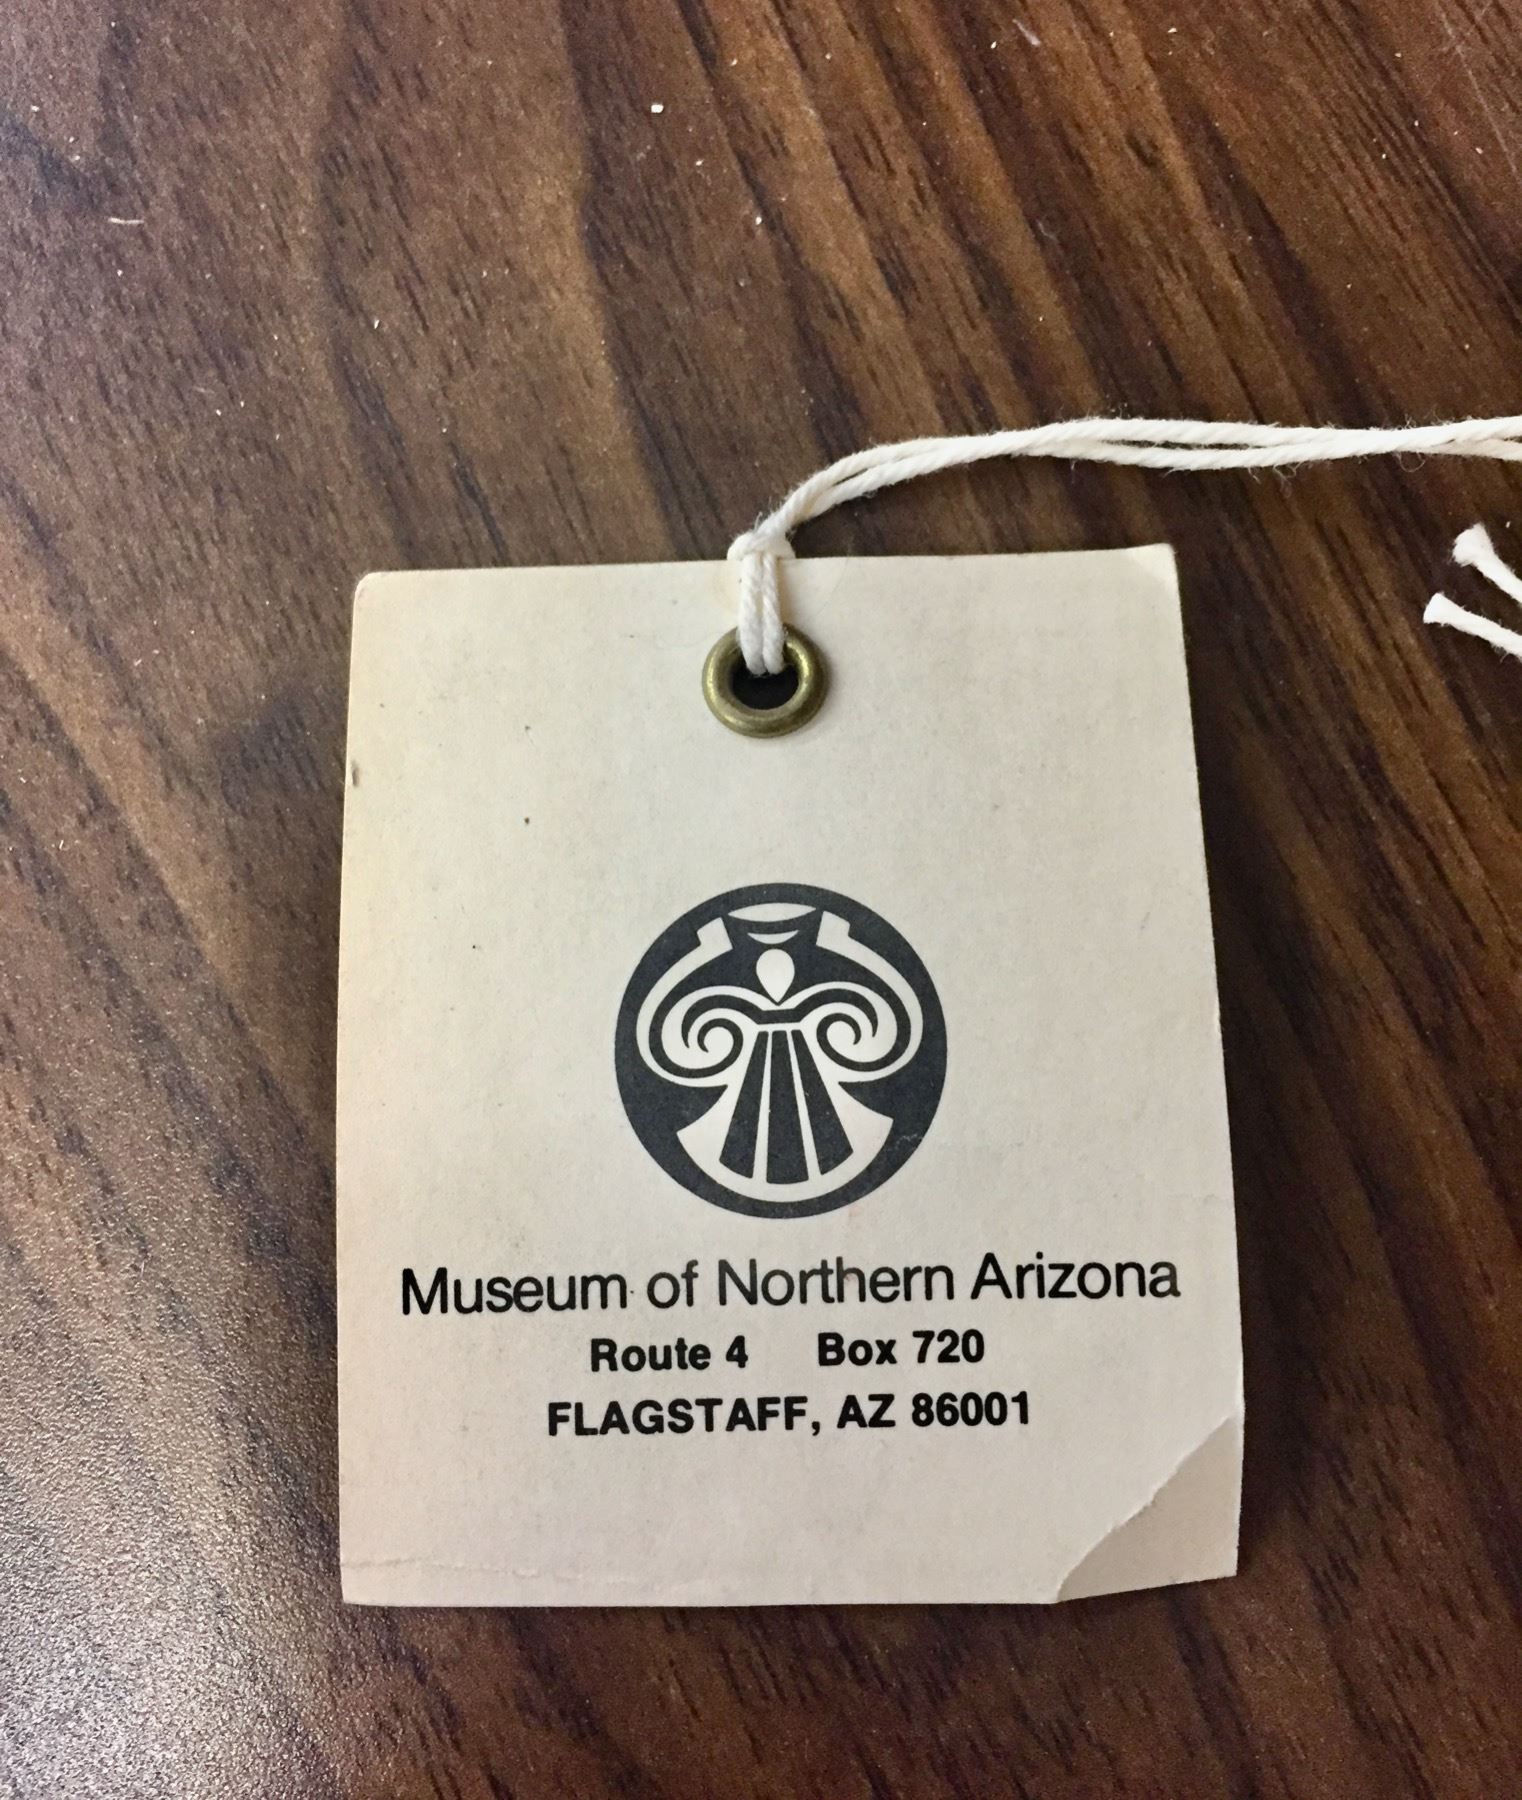 Museum of Northern Arizona
Route 4 Box 720
FLAGSTAFF, AZ 86001